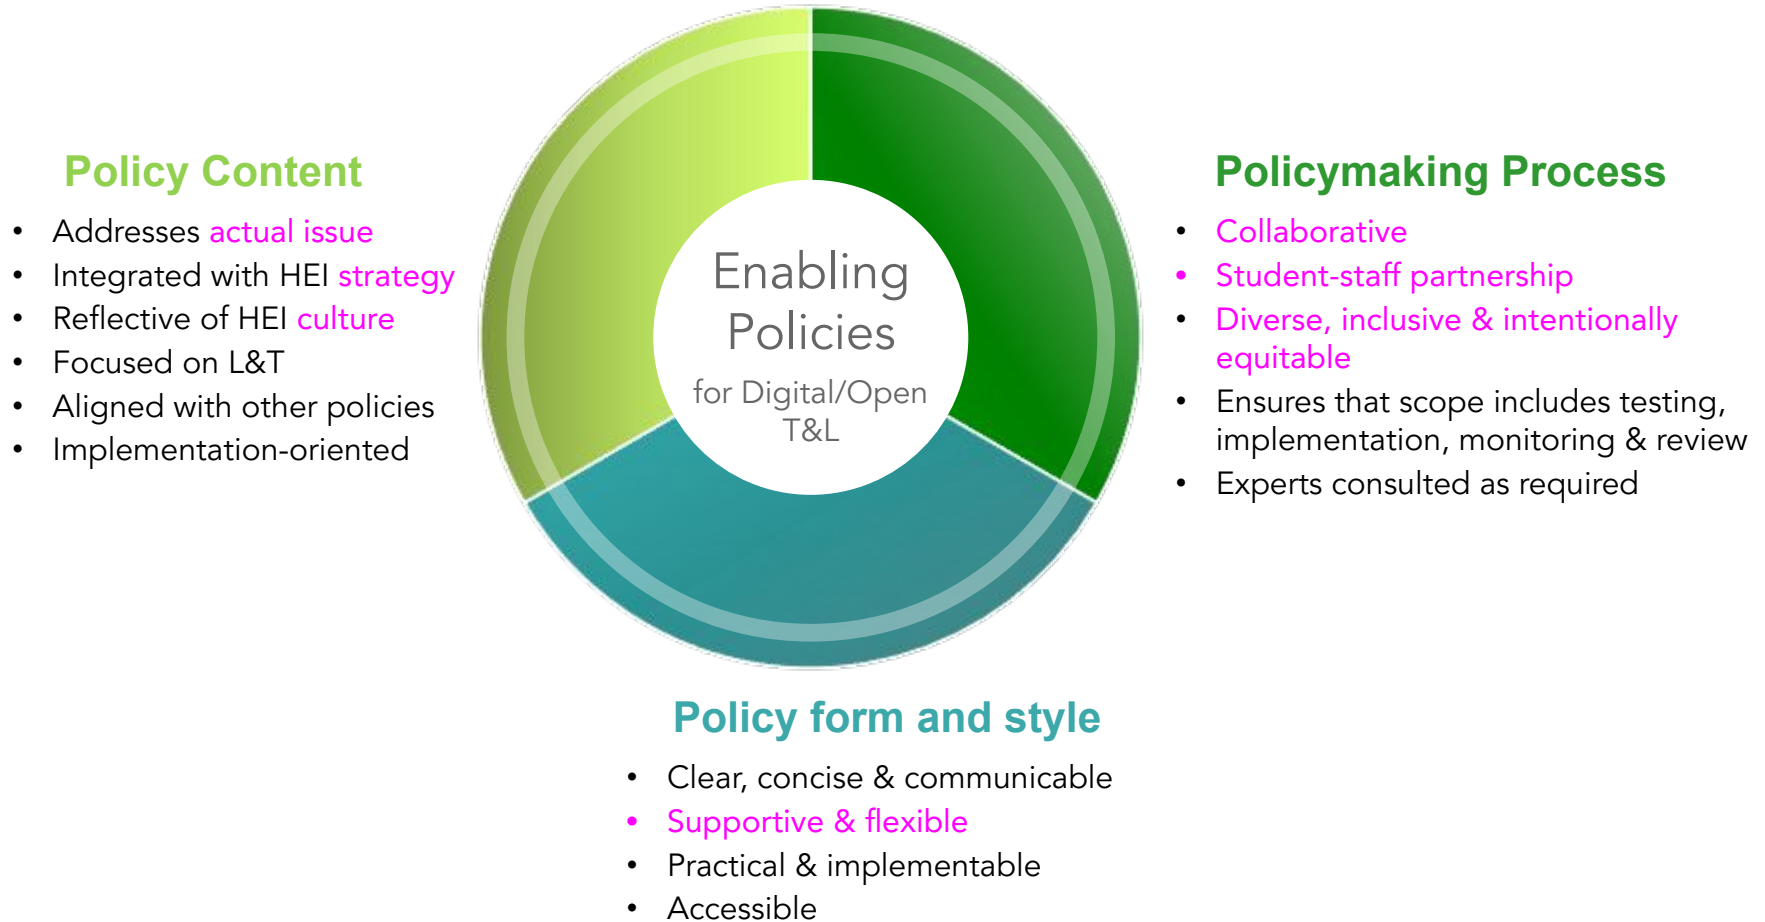 Policy Content
• Addresses actual issue
• Integrated with HEI strategy
• Reflective of HEI culture
• Focused on L&T
• Aligned with other policies
• Implementation-oriented
Enabling
Policies
for Digital/Open
T&L
Policymaking Process
• Collaborative
• Student-staff partnership
• Diverse, inclusive & intentionally
equitable
• Ensures that scope includes testing,
implementation, monitoring & review
• Experts consulted as required
Policy form and style
• Clear, concise & communicable
• Supportive & flexible
• Practical & implementable
• Accessible